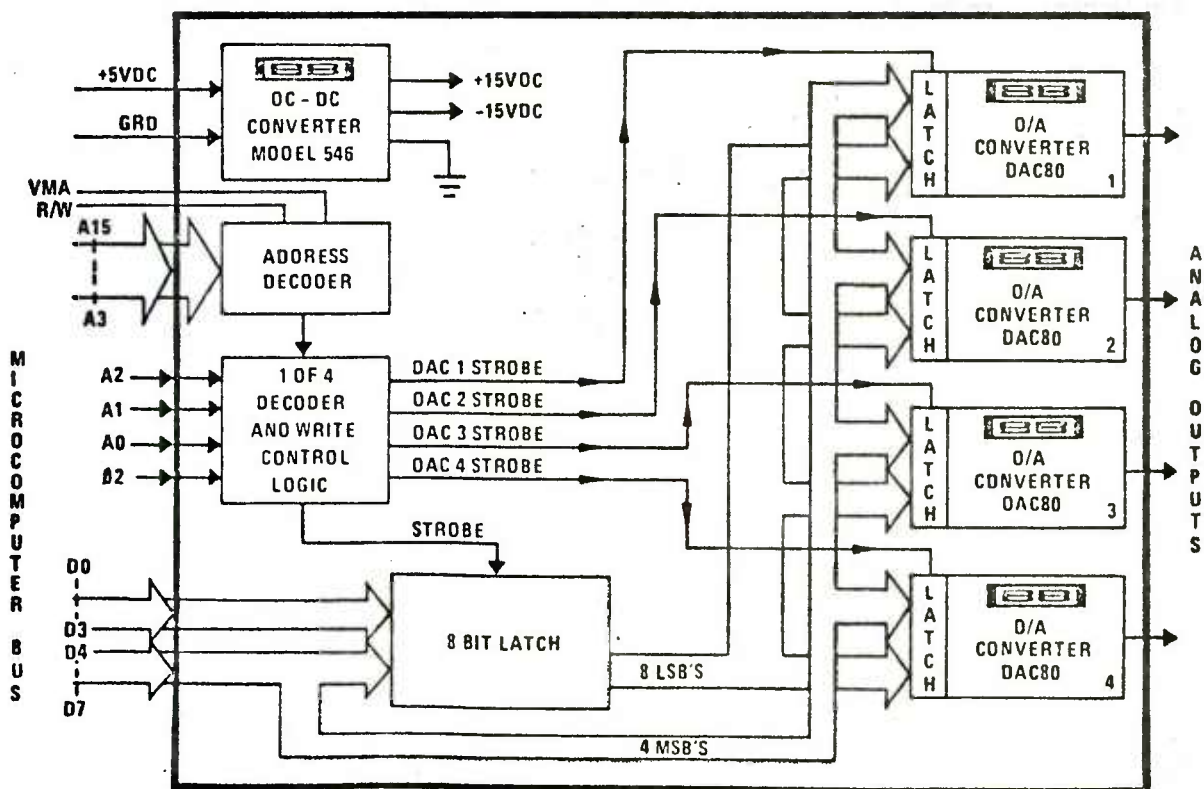 +5VDC
GRD
OC - DC
CONVERTER
MODEL 546
+15VDC
-15VDC
VMA
R/W
A15
A3
ADDRESS
DECODER
A2
A1
A0
ø2
1 OF 4
DECODER
AND WRITE
CONTROL
LOGIC
DAC 1 STROBE
DAC 2 STROBE
DAC 3 STROBE
DAC 4 STROBE
STROBE
MICROCOMPUTER BUS
D0
D3
D4
D7
8 BIT LATCH
8 LSB'S
4 MSB'S
LATCH
D/A
CONVERTER
DAC80
1
LATCH
D/A
CONVERTER
DAC80
2
LATCH
D/A
CONVERTER
DAC80
3
LATCH
D/A
CONVERTER
DAC80
4
ANALOG OUTPUTS